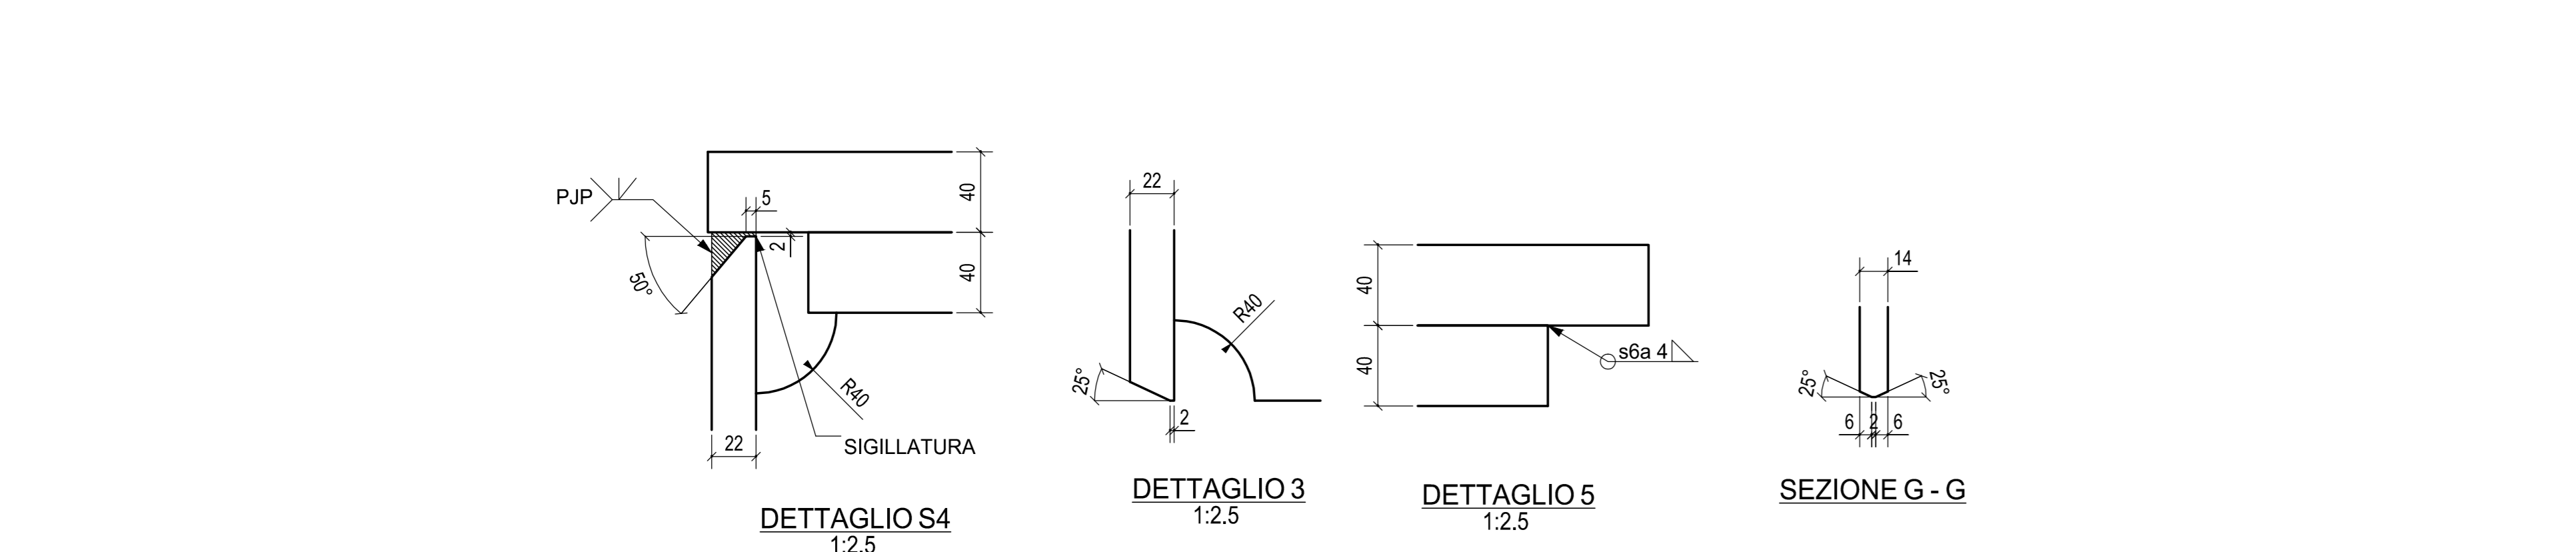 PJP
5
40
2
40
50°
R40
22
SIGILLATURA
DETTAGLIO S4
1:2.5
22
R40
25°
2
DETTAGLIO 3
1:2.5
40
40
s6a 4
DETTAGLIO 5
1:2.5
14
25°
25°
6 2 6
SEZIONE G - G